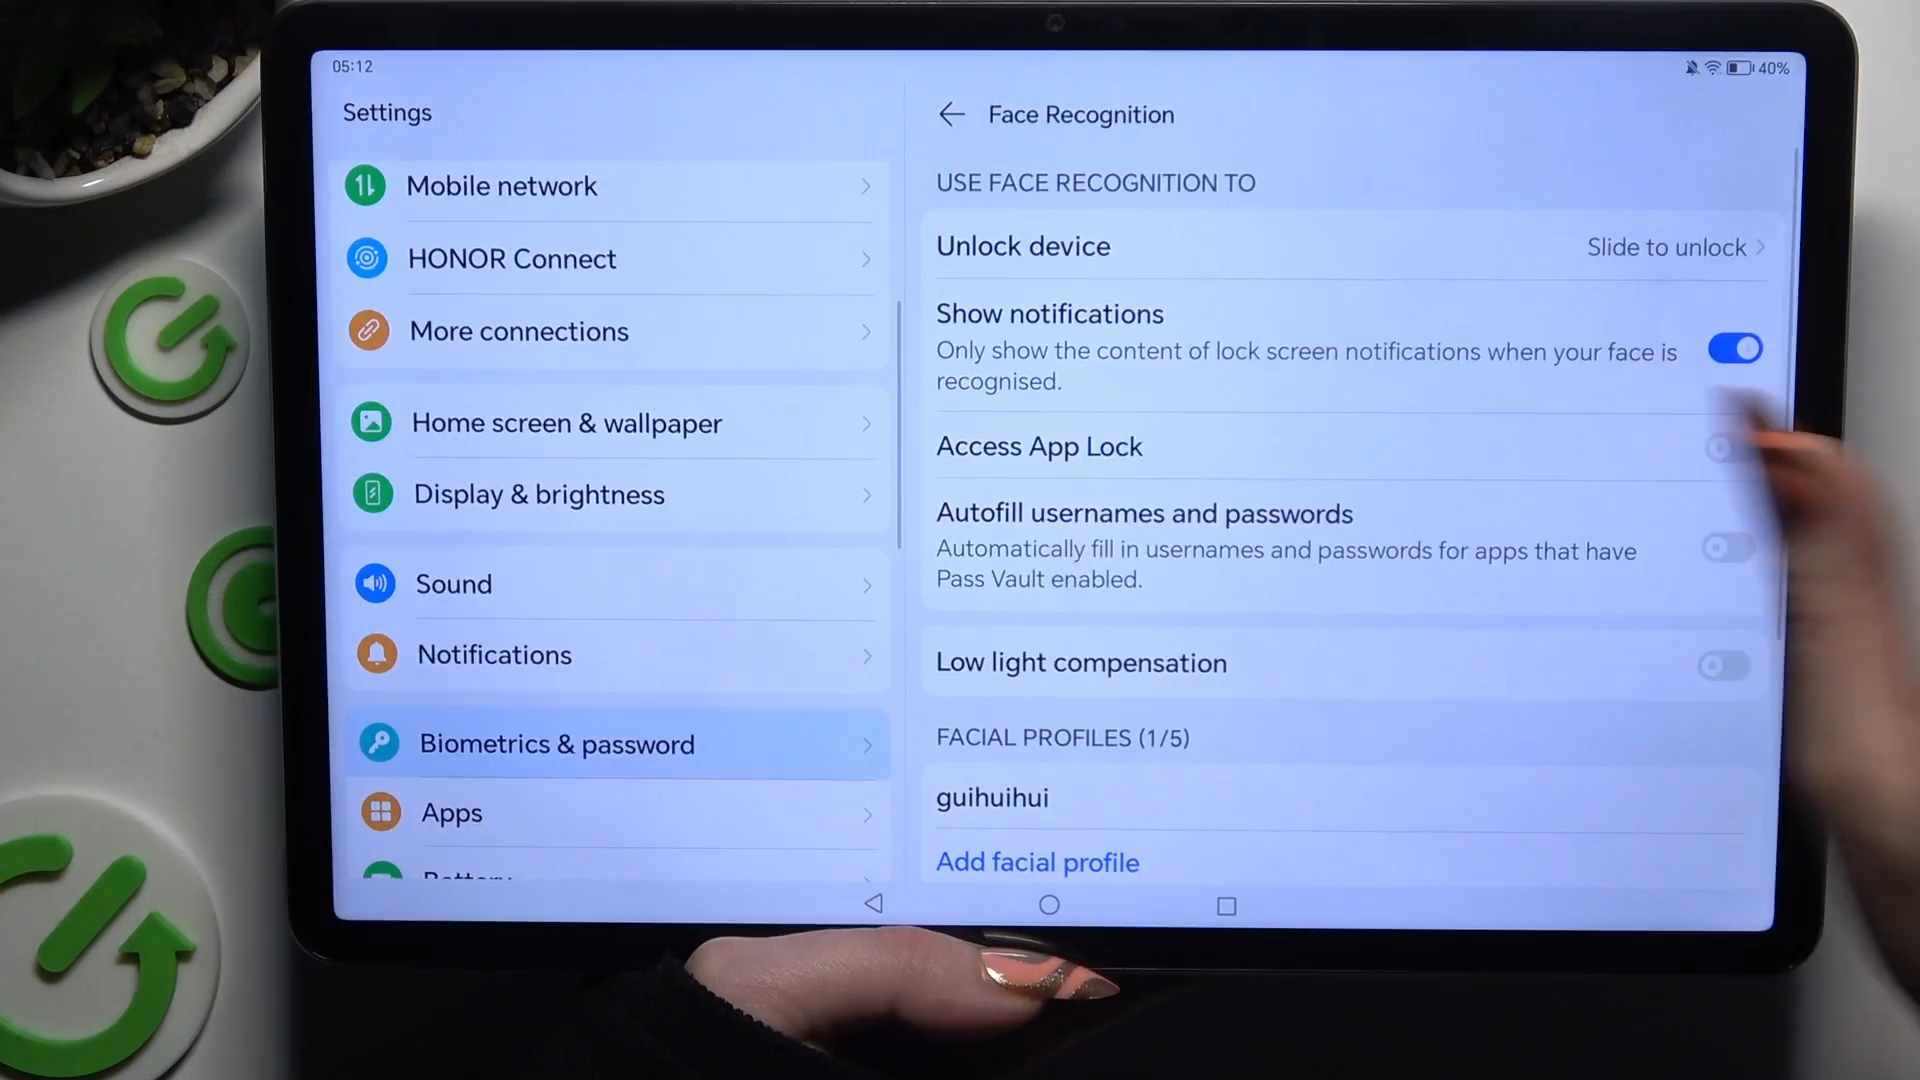 05:12
40%
Settings
Mobile network
HONOR Connect
More connections
Home screen & wallpaper
Display & brightness
Sound
Notifications
Biometrics & password
Apps
Battery
Face Recognition
USE FACE RECOGNITION TO
Unlock device
Slide to unlock
Show notifications
Only show the content of lock screen notifications when your face is
recognised.
Access App Lock
Autofill usernames and passwords
Automatically fill in usernames and passwords for apps that have
Pass Vault enabled.
Low light compensation
FACIAL PROFILES (1/5)
guihuihui
Add facial profile